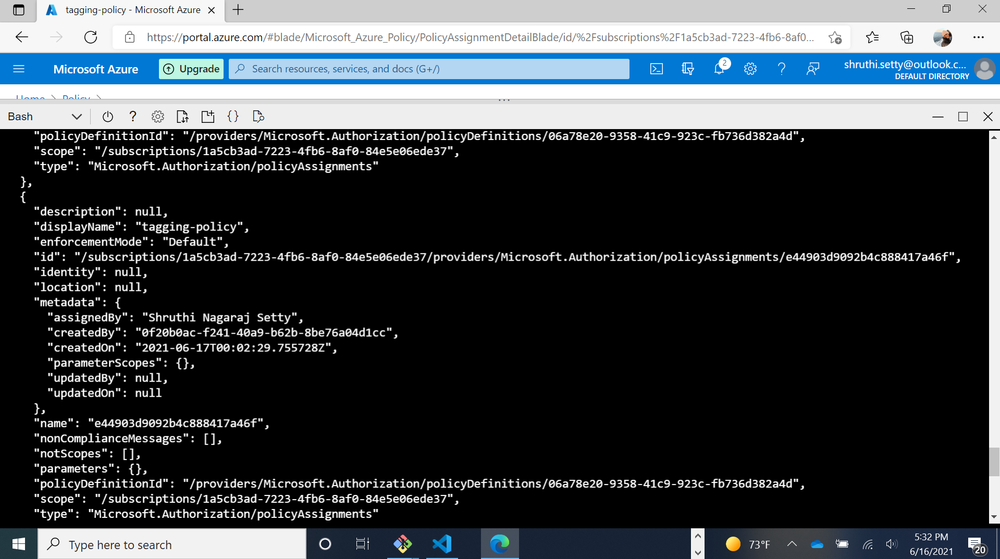 tagging-policy - Microsoft Azure
https://portal.azure.com/#blade/Microsoft_Azure_Policy/PolicyAssignmentDetailBlade/id/%2Fsubscriptions%2F1a5cb3ad-7223-4fb6-8af0...
Microsoft Azure
Upgrade
Search resources, services, and docs (G+/)
2
shruthi.setty@outlook.c...
DEFAULT DIRECTORY
Home > Policy >
Bash
"policyDefinitionId": "/providers/Microsoft.Authorization/policyDefinitions/06a78e20-9358-41c9-923c-fb736d382a4d",
"scope": "/subscriptions/1a5cb3ad-7223-4fb6-8af0-84e5e06ede37",
"type": "Microsoft.Authorization/policyAssignments"
},
{
"description": null,
"displayName": "tagging-policy",
"enforcementMode": "Default",
"id": "/subscriptions/1a5cb3ad-7223-4fb6-8af0-84e5e06ede37/providers/Microsoft.Authorization/policyAssignments/e44903d9092b4c888417a46f",
"identity": null,
"location": null,
"metadata": {
"assignedBy": "Shruthi Nagaraj Setty",
"createdBy": "0f20b0ac-f241-40a9-b62b-8be76a04d1cc",
"createdOn": "2021-06-17T00:02:29.755728Z",
"parameterScopes": {},
"updatedBy": null,
"updatedOn": null
},
"name": "e44903d9092b4c888417a46f",
"nonComplianceMessages": [],
"notScopes": [],
"parameters": {},
"policyDefinitionId": "/providers/Microsoft.Authorization/policyDefinitions/06a78e20-9358-41c9-923c-fb736d382a4d",
"scope": "/subscriptions/1a5cb3ad-7223-4fb6-8af0-84e5e06ede37",
"type": "Microsoft.Authorization/policyAssignments"
Type here to search
73°F
5:32 PM
6/16/2021
20